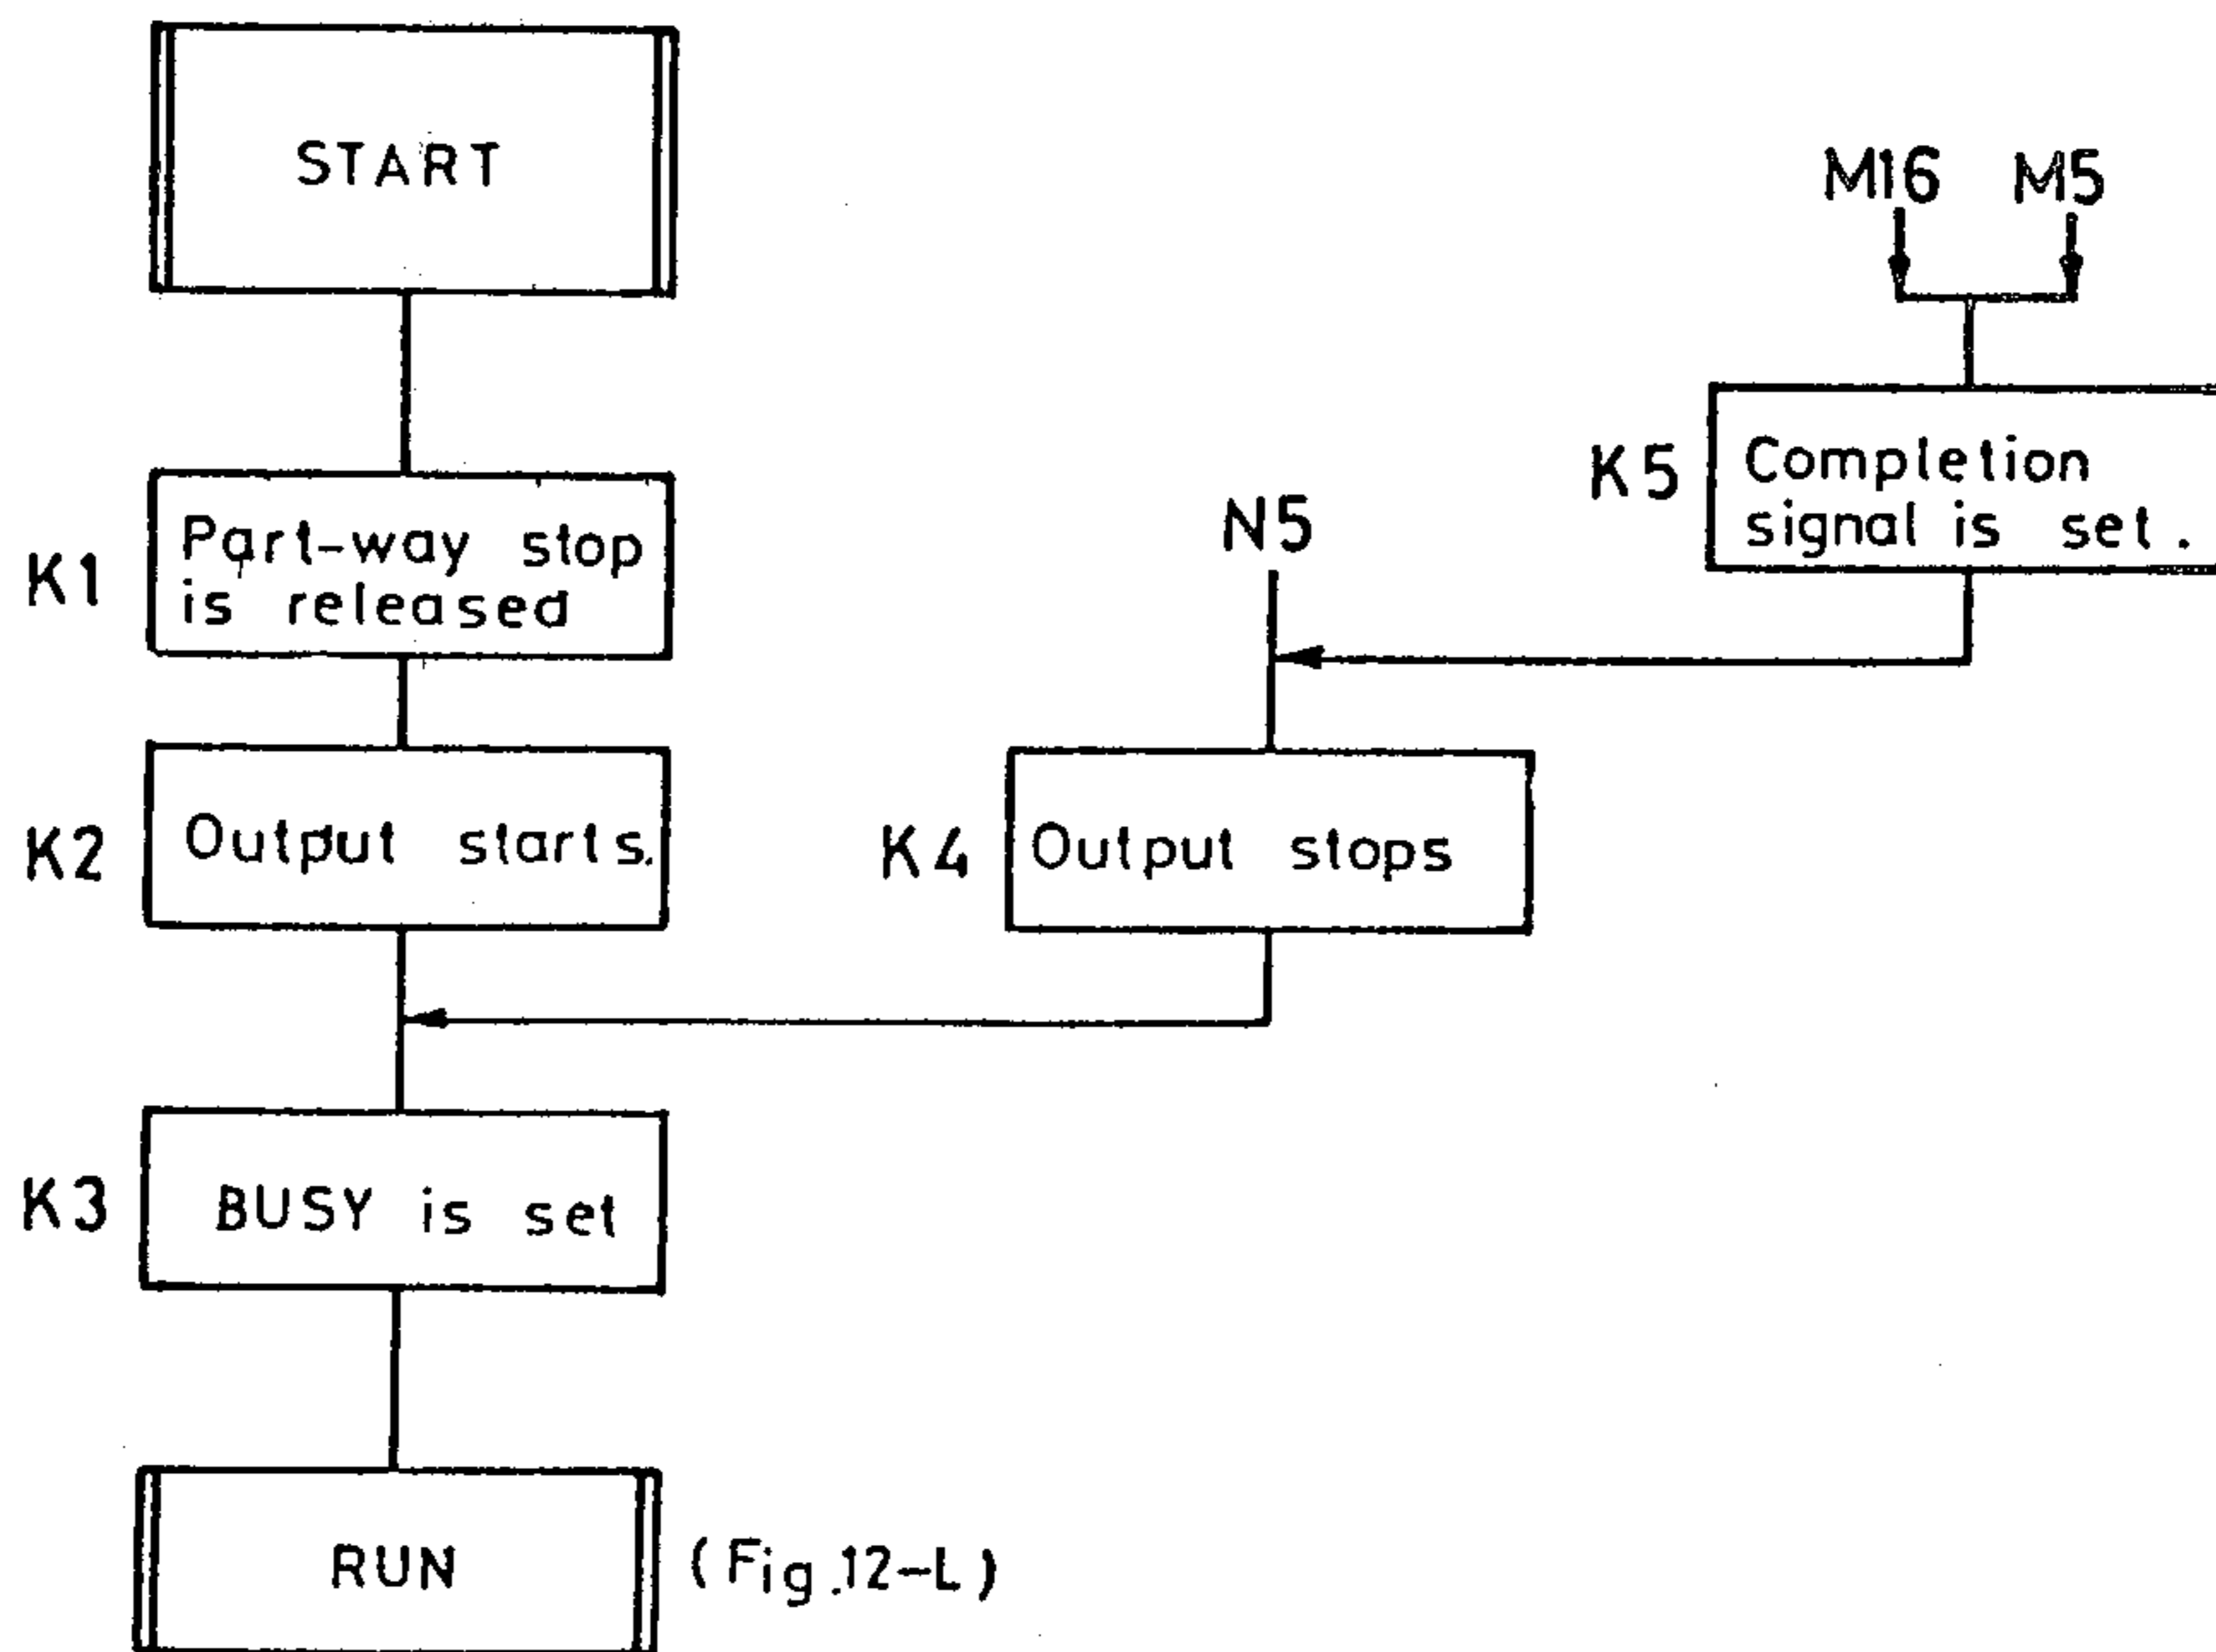 START
K1
Part-way stop
is released
K2
Output starts.
K3
BUSY is set
RUN
(Fig.12-L)
N5
K4
Output stops
M16 M5
K5
Completion
signal is set.